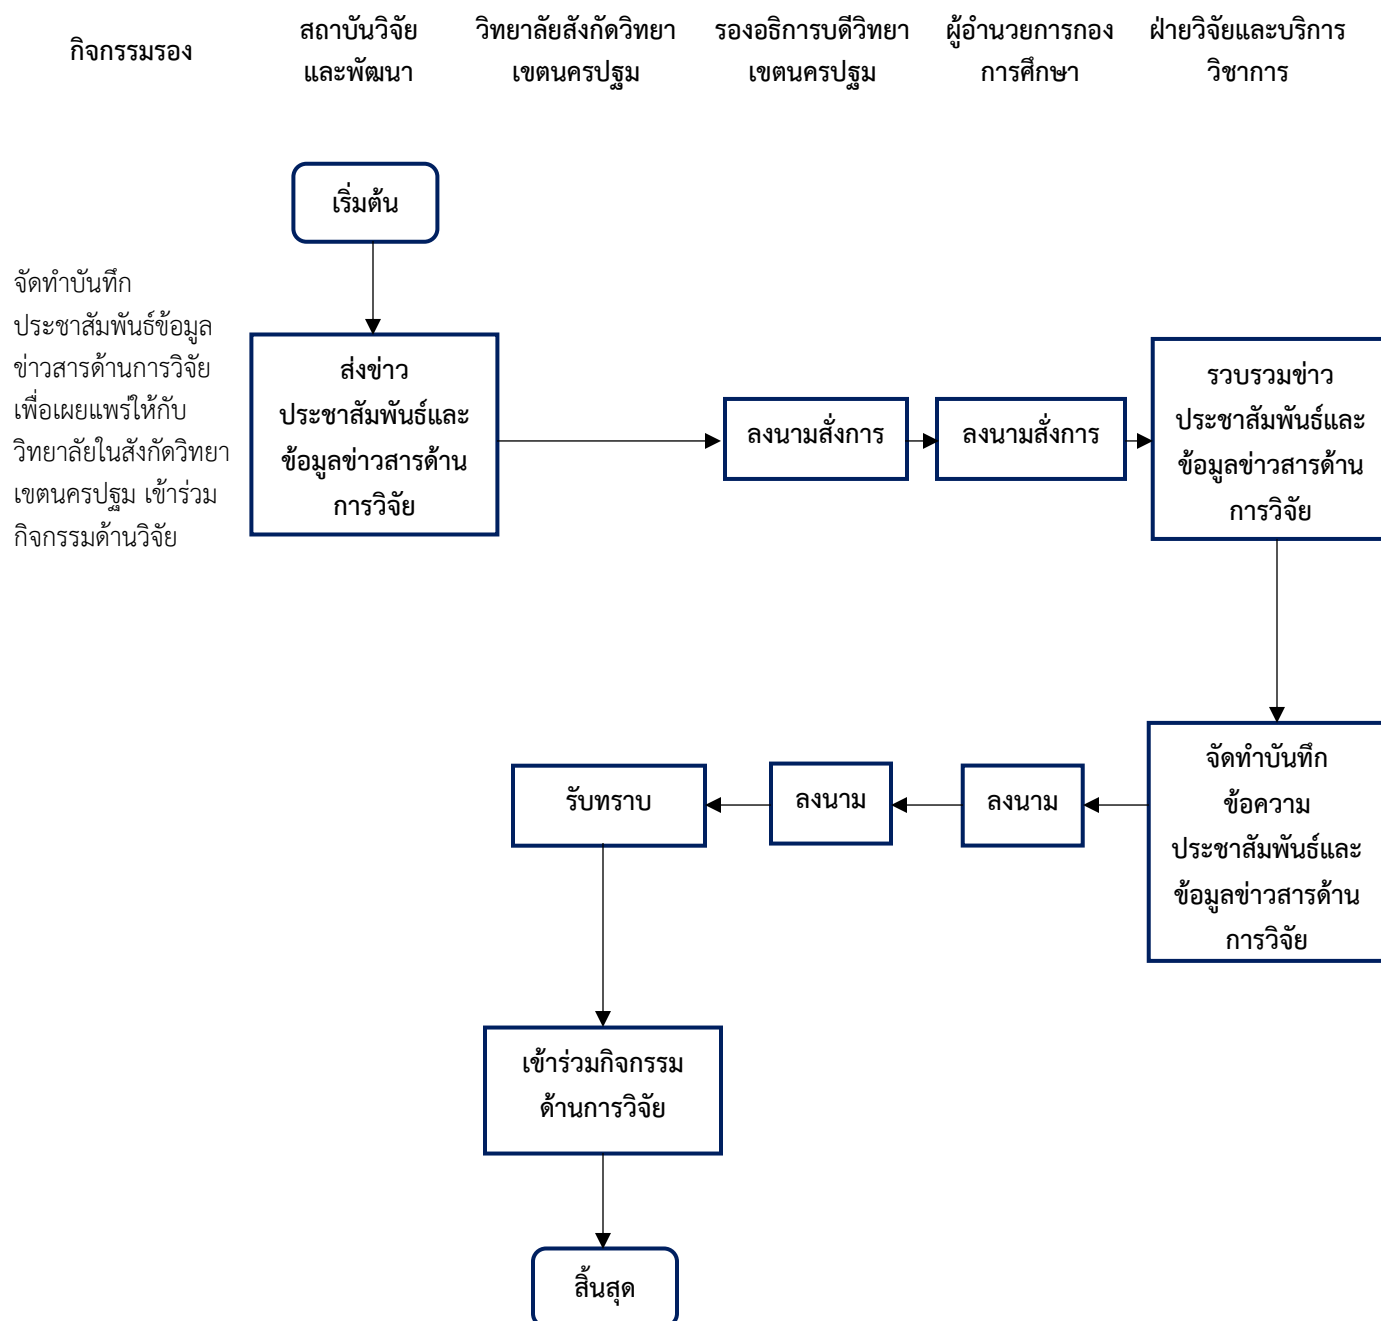 กิจกรรมรอง
สถาบันวิจัย
และพัฒนา
วิทยาลัยสังกัดวิทยา
เขตนครปฐม
รองอธิการบดีวิทยา
เขตนครปฐม
ผู้อำนวยการกอง
การศึกษา
ฝ่ายวิจัยและบริการ
วิชาการ
เริ่มต้น
จัดทำบันทึก
ประชาสัมพันธ์ข้อมูล
ข่าวสารด้านการวิจัย
เพื่อเผยแพร่ให้กับ
วิทยาลัยในสังกัดวิทยา
เขตนครปฐม เข้าร่วม
กิจกรรมด้านวิจัย
ส่งข่าว
ประชาสัมพันธ์และ
ข้อมูลข่าวสารด้าน
การวิจัย
ลงนามสั่งการ
ลงนามสั่งการ
รวบรวมข่าว
ประชาสัมพันธ์และ
ข้อมูลข่าวสารด้าน
การวิจัย
รับทราบ
ลงนาม
ลงนาม
จัดทำบันทึก
ข้อความ
ประชาสัมพันธ์และ
ข้อมูลข่าวสารด้าน
การวิจัย
เข้าร่วมกิจกรรม
ด้านการวิจัย
สิ้นสุด